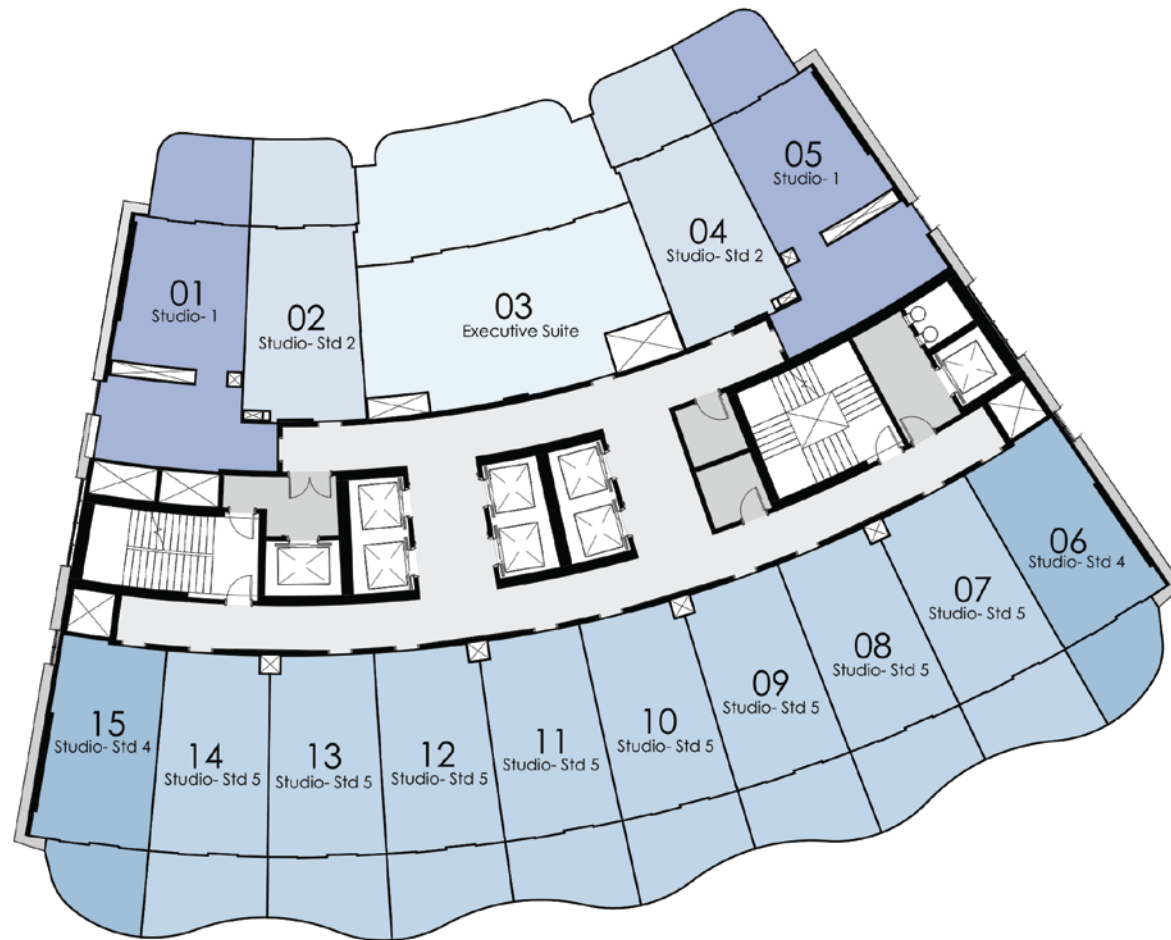 01
Studio- 1
02
Studio- Std 2
03
Executive Suite
04
Studio- Std 2
05
Studio- 1
06
Studio- Std 4
07
Studio- Std 5
08
Studio- Std 5
09
Studio- Std 5
10
Studio- Std 5
11
Studio- Std 5
12
Studio- Std 5
13
Studio- Std 5
14
Studio- Std 5
15
Studio- Std 4